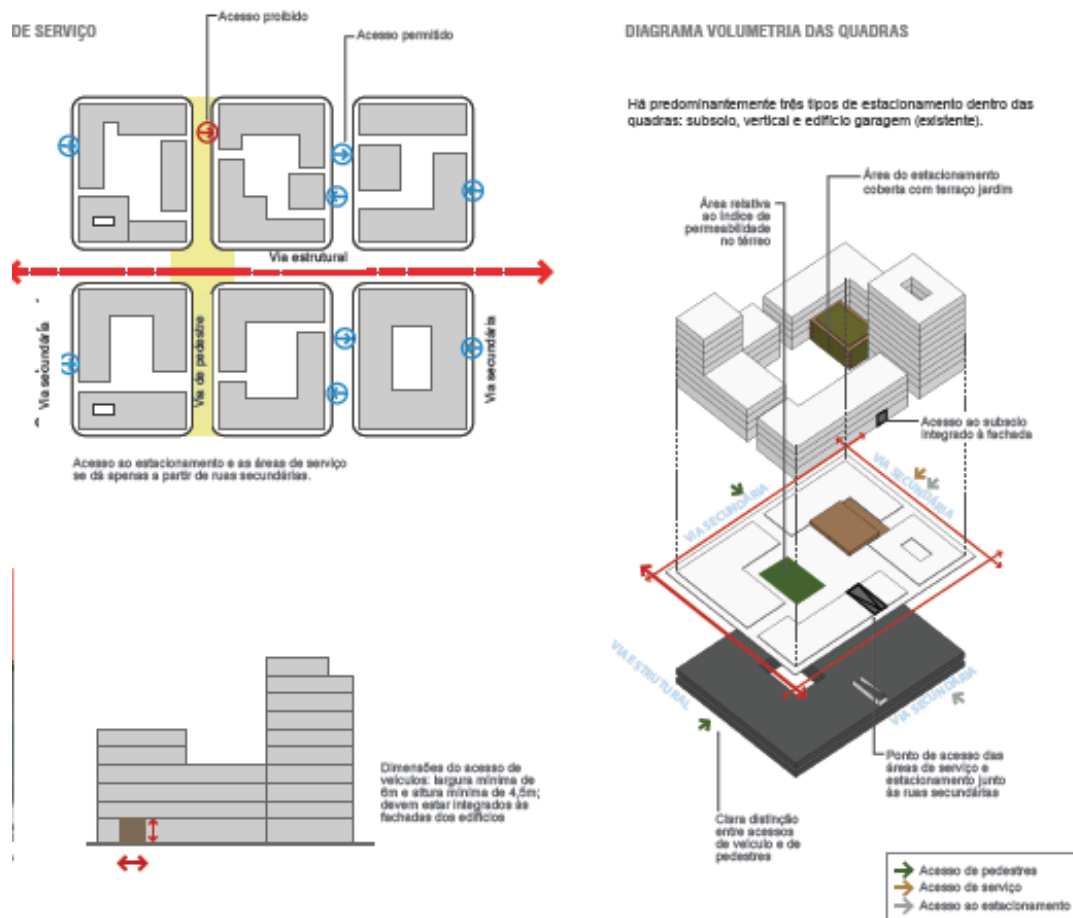 DE SERVIÇO
Acesso proibido
Acesso permitido
Via estrutural
Via secundária
Via de pedestre
Via secundária
Acesso ao estacionamento e as áreas de serviço
se dá apenas a partir de ruas secundárias.
Dimensões do acesso de
veículos: largura mínima de
6m e altura mínima de 4,5m;
devem estar integrados às
fachadas dos edifícios
DIAGRAMA VOLUMETRIA DAS QUADRAS
Há predominantemente três tipos de estacionamento dentro das
quadras: subsolo, vertical e edifício garagem (existente).
Área do estacionamento
coberta com terraço jardim
Área relativa
ao índice de
permeabilidade
no térreo
Acesso ao subsolo
integrado à fachada
VIA SECUNDÁRIA
VIA SECUNDÁRIA
VIA ESTRUTURAL
VIA SECUNDÁRIA
Ponto de acesso das
áreas de serviço e
estacionamento junto
às ruas secundárias
Clara distinção
entre acessos
de veículo e de
pedestres
Acesso de pedestres
Acesso de serviço
Acesso ao estacionamento